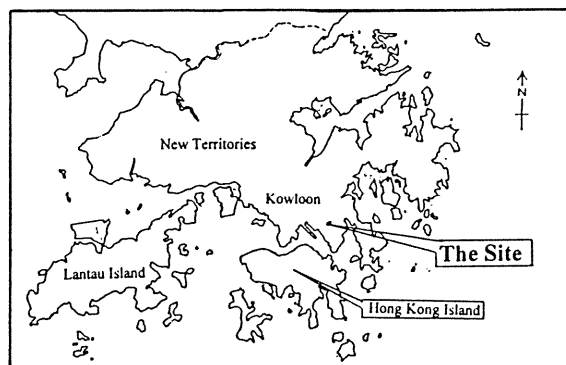 N
New Territories
Kowloon
The Site
Lantau Island
Hong Kong Island